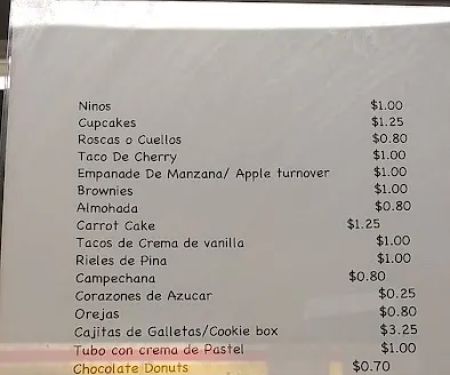 Ninos $1.00
Cupcakes $1.25
Roscas o Cuellos $0.80
Taco De Cherry $1.00
Empanade De Manzana/ Apple turnover $1.00
Brownies $1.00
Almohada $0.80
Carrot Cake $1.25
Tacos de Crema de vanilla $1.00
Rieles de Pina $1.00
Campechana $0.80
Corazones de Azucar $0.25
Orejas $0.80
Cajitas de Galletas/Cookie box $3.25
Tubo con crema de Pastel $1.00
Chocolate Donuts $0.70